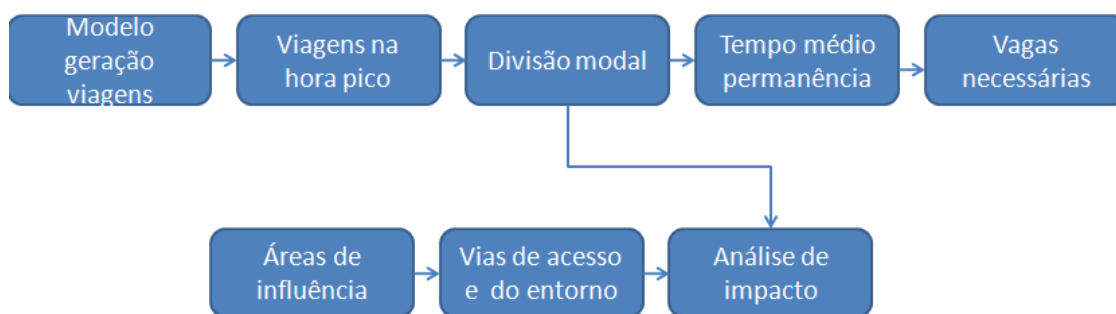 Modelo
geração
viagens
Viagens na
hora pico
Divisão modal
Tempo médio
permanência
Vagas
necessárias
Áreas de
influência
Vias de acesso
e do entorno
Análise de
impacto